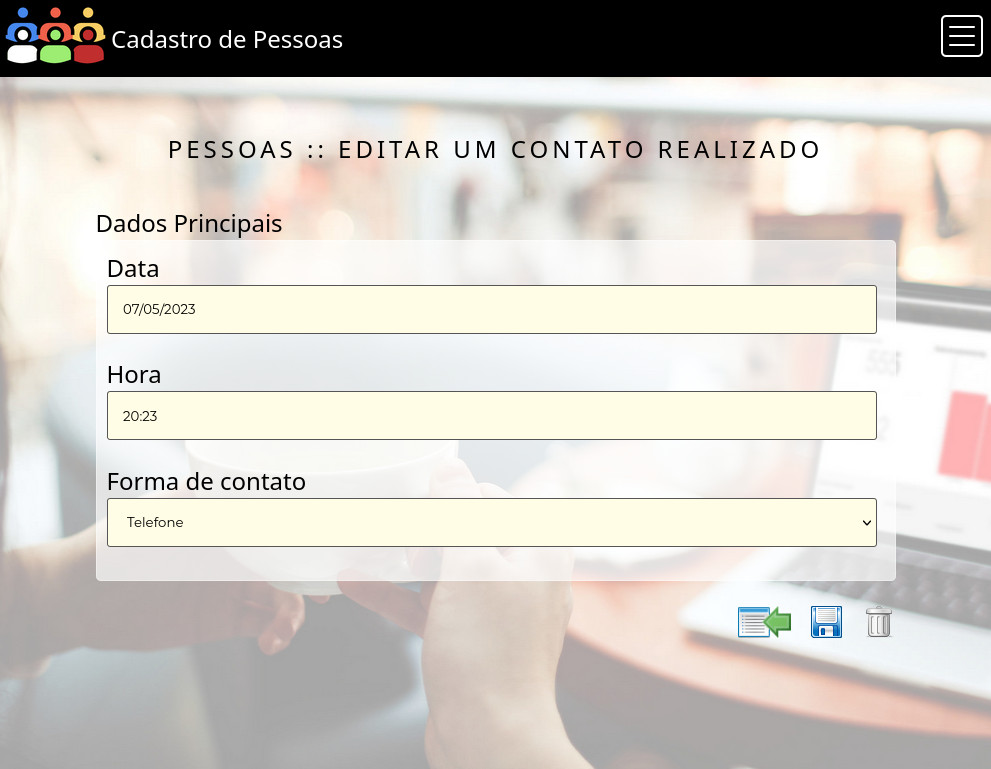 Cadastro de Pessoas
PESSOAS :: EDITAR UM CONTATO REALIZADO
Dados Principais
Data
07/05/2023
Hora
20:23
Forma de contato
Telefone